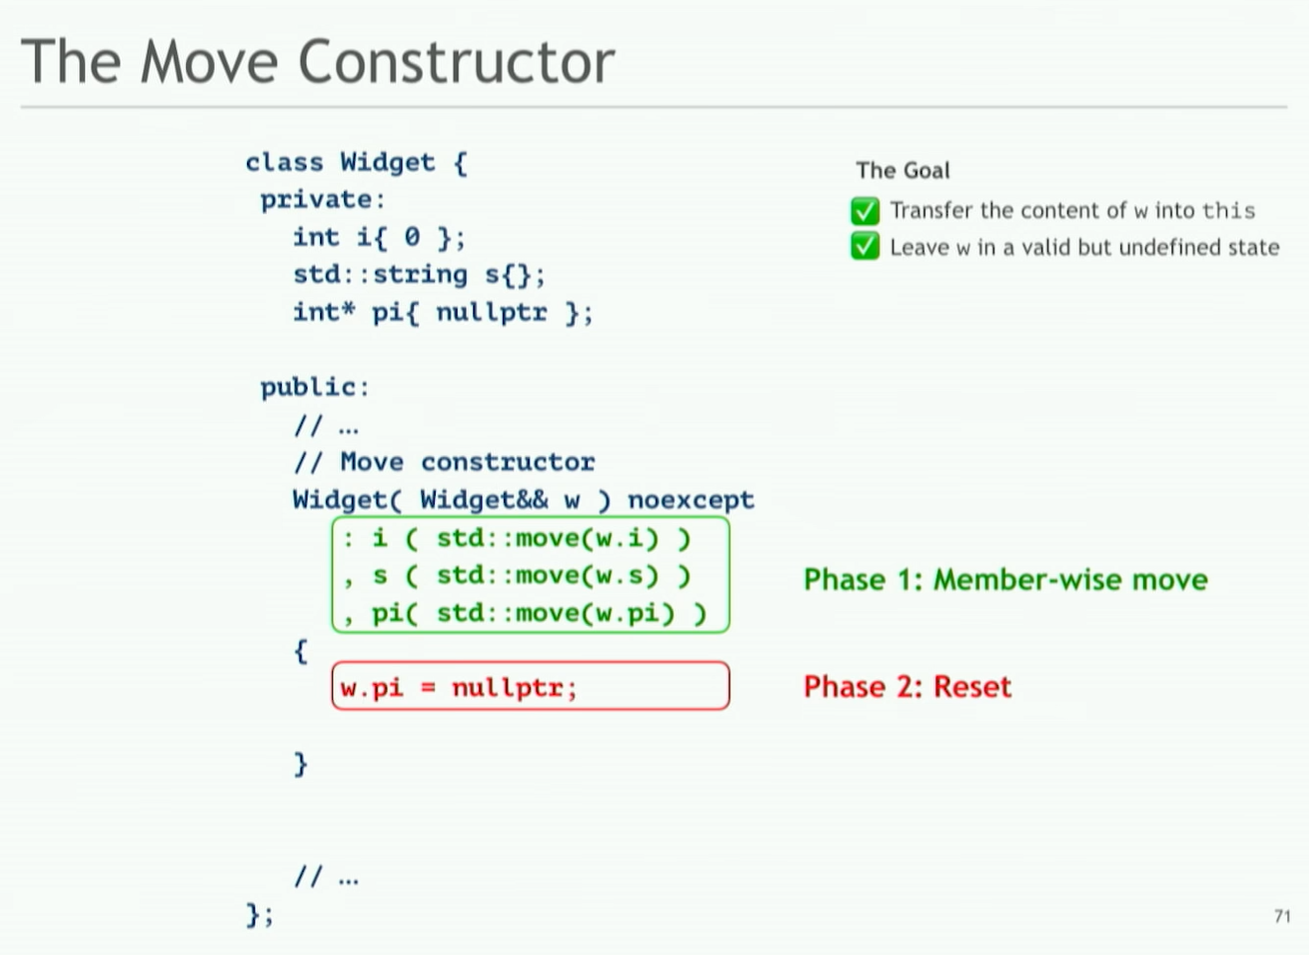 The Move Constructor
class Widget {
private:
int i{ 0 };
std::string s{};
int* pi{ nullptr };
public:
// …
// Move constructor
Widget( Widget&& w ) noexcept
: i ( std::move(w.i) )
, s ( std::move(w.s) )
, pi( std::move(w.pi) )
{
w.pi = nullptr;
}
// …
};
The Goal
Transfer the content of w into this
Leave w in a valid but undefined state
Phase 1: Member-wise move
Phase 2: Reset
71